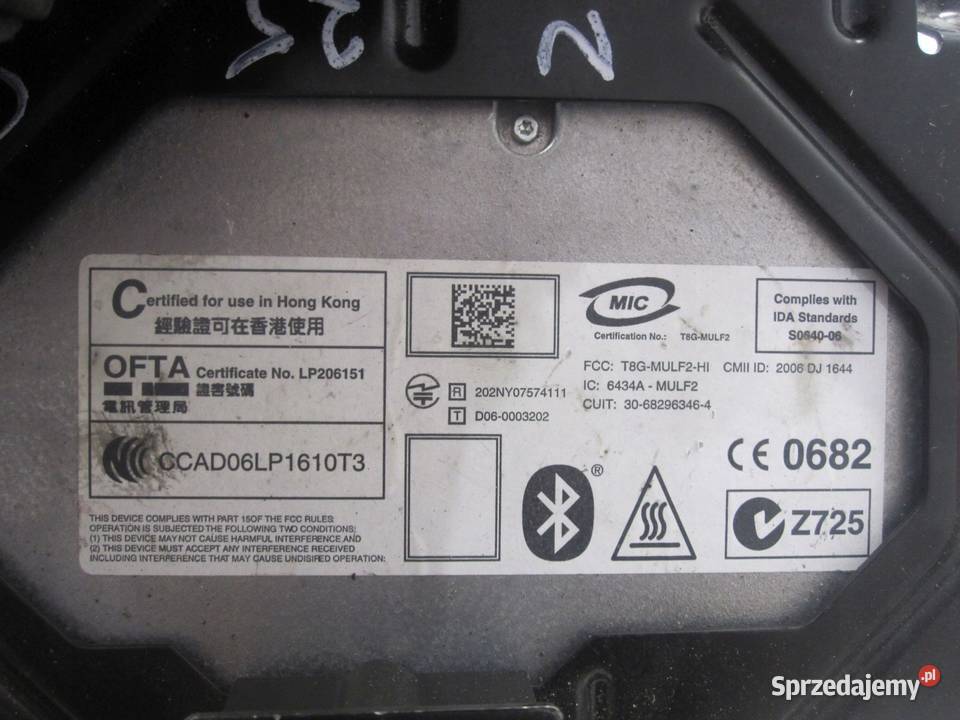 25
N
Certified for use in Hong Kong
經驗證可在香港使用
OFTA Certificate No. LP206151
證書號碼
電訊管理局
CCAD06LP1610T3
THIS DEVICE COMPLIES WITH PART 15OF THE FCC RULES
OPERATION IS SUBJECTED THE FOLLOWING TWO CONDITIONS:
(1) THIS DEVICE MAY NOT CAUSE HARMFUL INTERFERENCE,AND
(2) THIS DEVICE MUST ACCEPT ANY INTERFERENCE RECEIVED
INCLUDING INTERFERENCE THAT MAY CAUSE UNDISIRED OPERATION:
R 202NY07574111
T D06-0003202
MIC
Certification No.: T8G-MULF2
Complies with
IDA Standards
S0640-06
FCC: T8G-MULF2-HI CMII ID: 2006 DJ 1644
IC: 6434A - MULF2
CUIT: 30-68296346-4
®
CE 0682
Z725
Sprzedajemy.pl